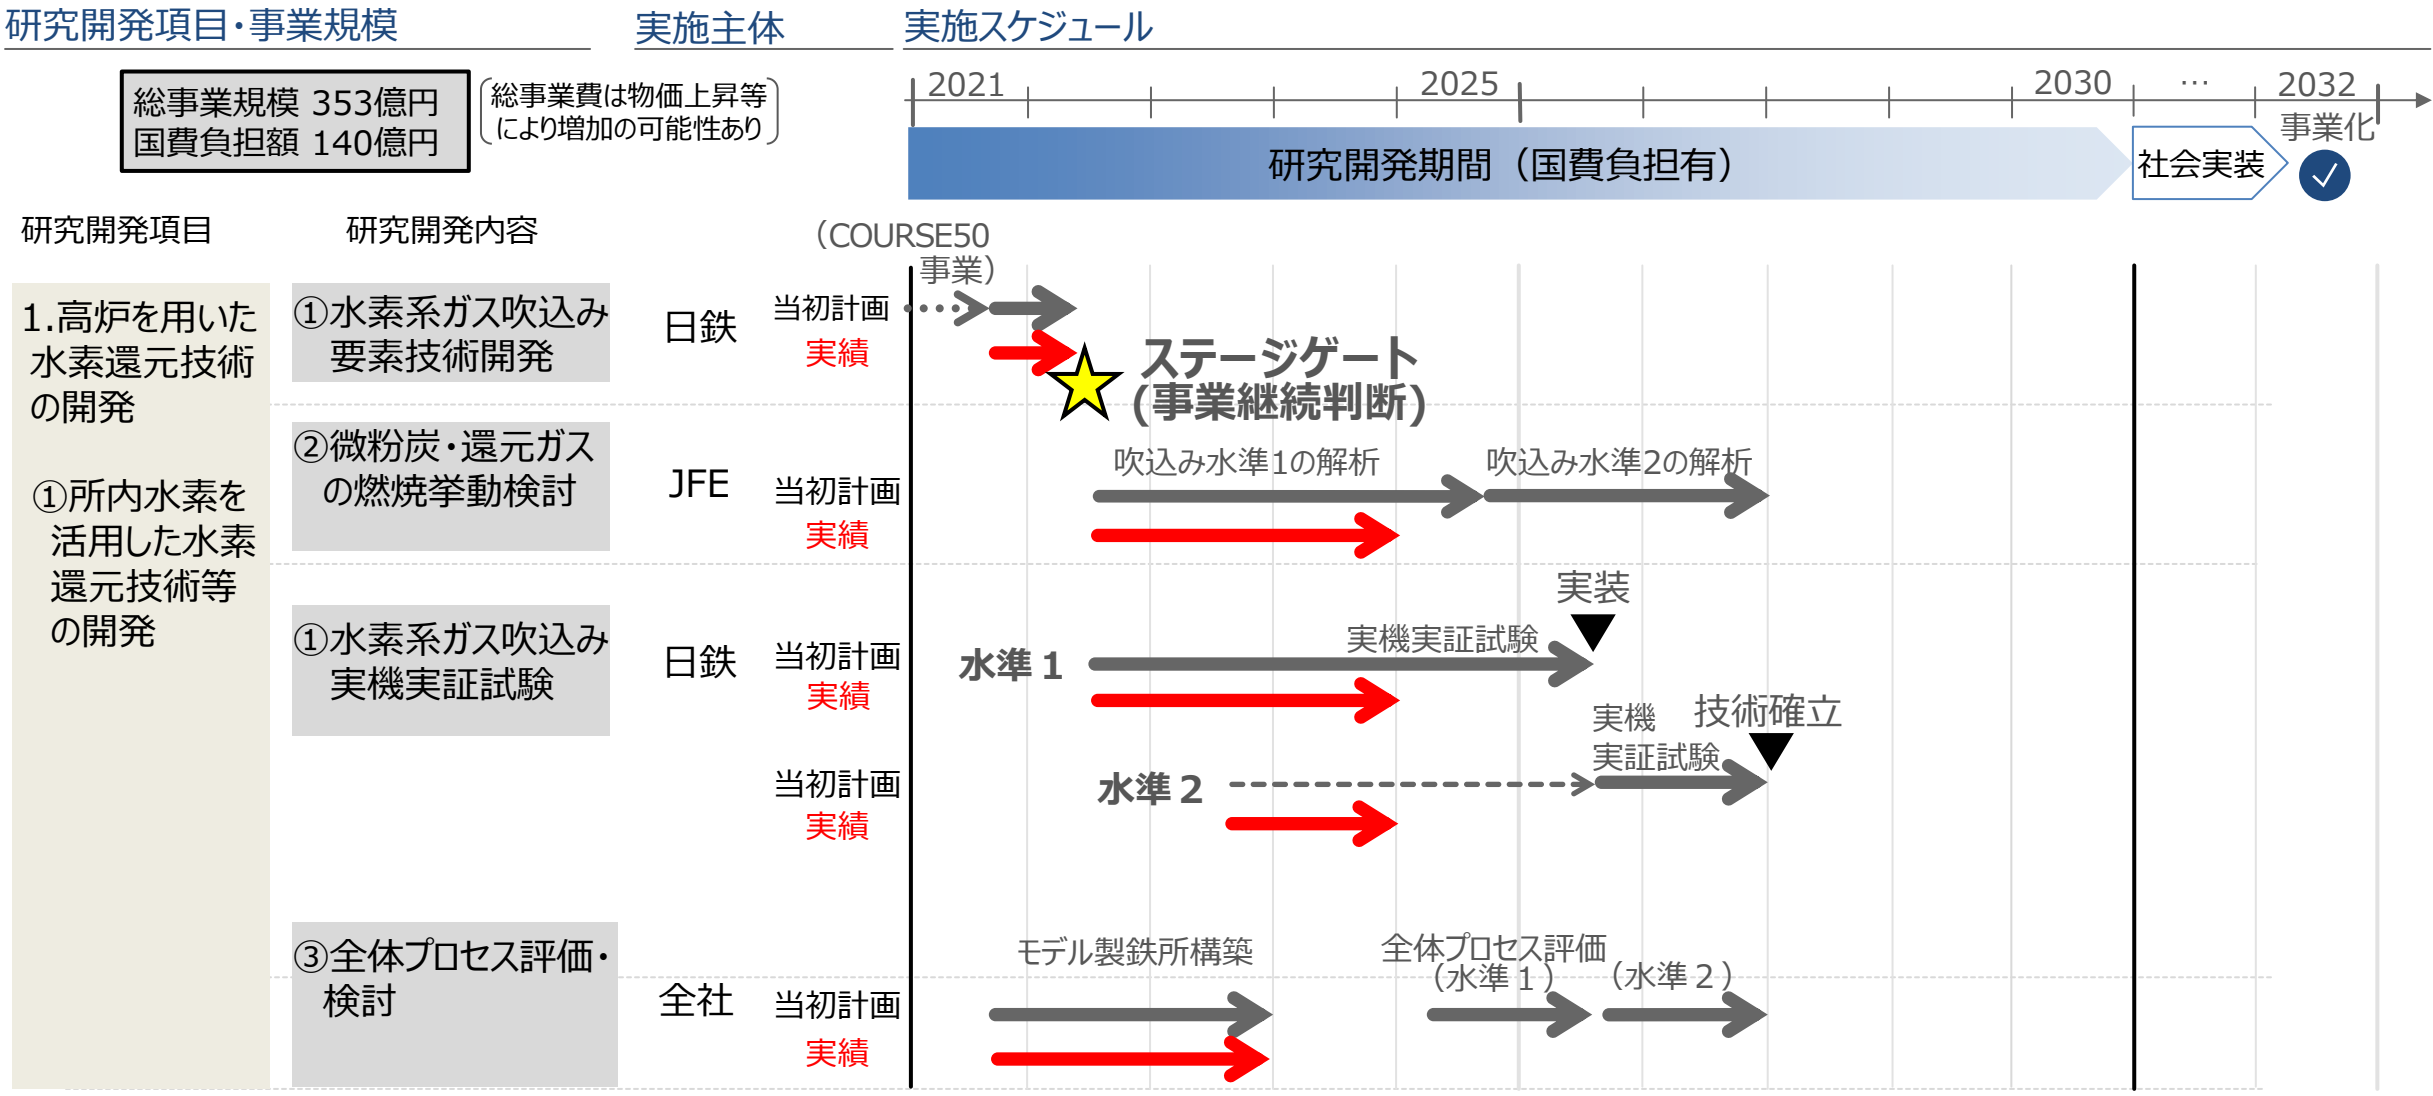 研究開発項目・事業規模
実施主体
実施スケジュール
総事業規模 353億円
国費負担額 140億円
総事業費は物価上昇等
により増加の可能性あり
2021
2025
2030
…
2032
事業化
研究開発期間（国費負担有）
社会実装
研究開発項目
研究開発内容
（COURSE50
事業）
1.高炉を用いた
水素還元技術
の開発
①所内水素を
活用した水素
還元技術等
の開発
①水素系ガス吹込み
要素技術開発
日鉄
当初計画
実績
ステージゲート
(事業継続判断)
②微粉炭・還元ガス
の燃焼挙動検討
JFE
当初計画
実績
吹込み水準1の解析
吹込み水準2の解析
①水素系ガス吹込み
実機実証試験
日鉄
当初計画
実績
水準１
実機実証試験
実装
当初計画
実績
水準２
実機
実証試験
技術確立
③全体プロセス評価・
検討
全社
当初計画
実績
モデル製鉄所構築
全体プロセス評価
（水準１）
（水準２）